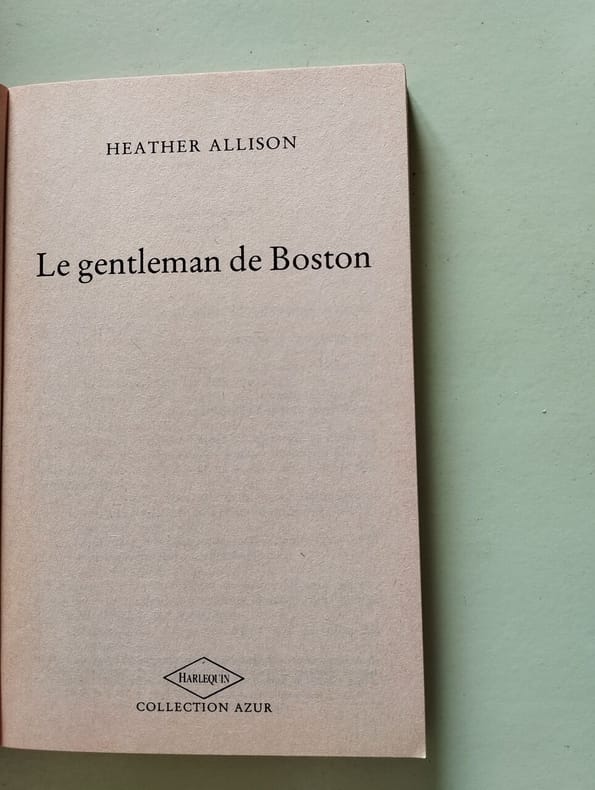 HEATHER ALLISON
Le gentleman de Boston
HARLEQUIN
COLLECTION AZUR